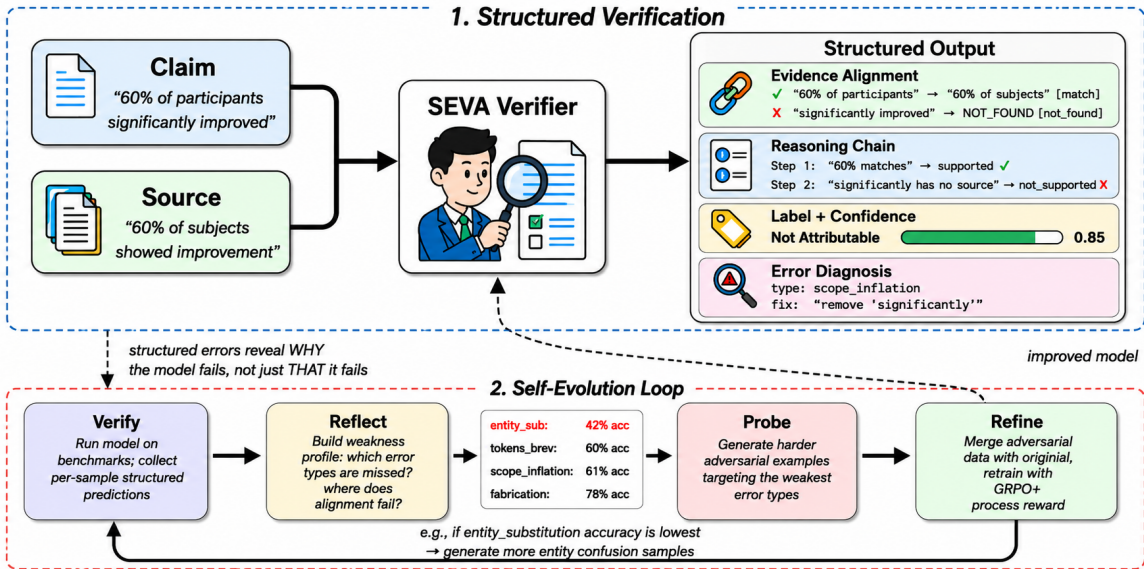 1. Structured Verification
Claim
“60% of participants
significantly improved”
Source
“60% of subjects
showed improvement”
SEVA Verifier
Structured Output
Evidence Alignment
✓ “60% of participants” → “60% of subjects” [match]
X “significantly improved” → NOT_FOUND [not_found]
Reasoning Chain
Step 1: “60% matches” → supported ✓
Step 2: “significantly has no source” → not_supported X
Label + Confidence
Not Attributable 0.85
Error Diagnosis
type: scope_inflation
fix: “remove ‘significantly’”
structured errors reveal WHY
the model fails, not just THAT it fails
improved model
2. Self-Evolution Loop
Verify
Run model on
benchmarks; collect
per-sample structured
predictions
Reflect
Build weakness
profile: which error
types are missed?
where does
alignment fail?
entity_sub: 42% acc
tokens_brev: 60% acc
scope_inflation: 61% acc
fabrication: 78% acc
Probe
Generate harder
adversarial examples
targeting the weakest
error types
Refine
Merge adversarial
data with originial,
retrain with
GRPO+
process reward
e.g., if entity_substitution accuracy is lowest
→ generate more entity confusion samples